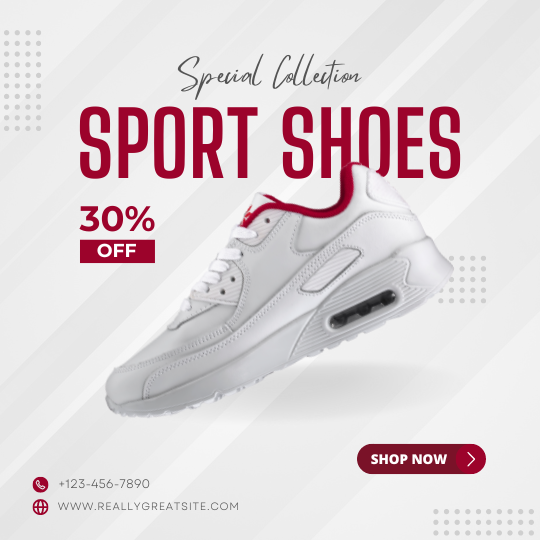 Special Collection
SPORT SHOES
30%
OFF
SHOP NOW
+123-456-7890
WWW.REALLYGREATSITE.COM